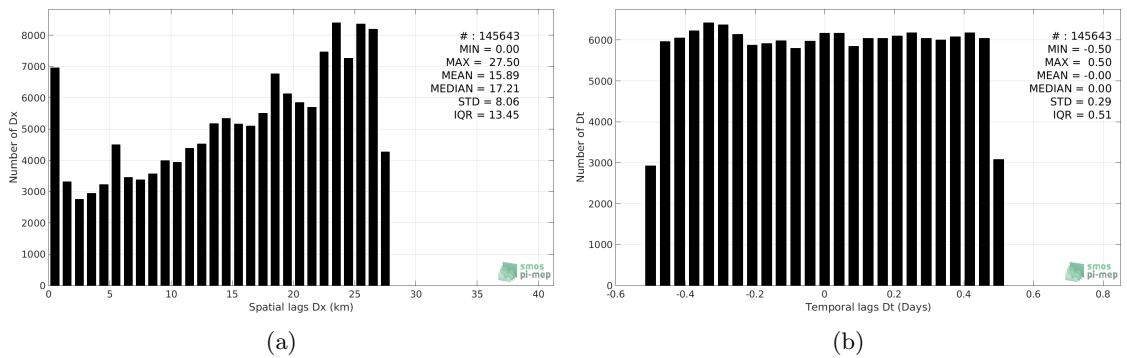 Number of Dx
8000
7000
6000
5000
4000
3000
2000
1000
0
0 5 10 15 20 25 30 35 40
Spatial lags Dx (km)
# : 145643
MIN = 0.00
MAX = 27.50
MEAN = 15.89
MEDIAN = 17.21
STD = 8.06
IQR = 13.45
smos
pi-mep
(a)
Number of Dt
6000
5000
4000
3000
2000
1000
0
-0.6 -0.4 -0.2 0 0.2 0.4 0.6 0.8
Temporal lags Dt (Days)
# : 145643
MIN = -0.50
MAX = 0.50
MEAN = -0.00
MEDIAN = 0.00
STD = 0.29
IQR = 0.51
smos
pi-mep
(b)